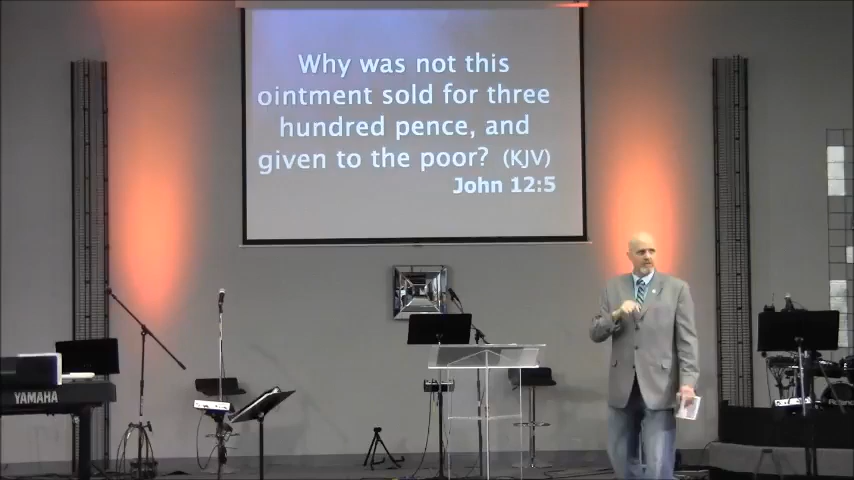 Why was not this
ointment sold for three
hundred pence, and
given to the poor? (KJV)
John 12:5
YAMAHA